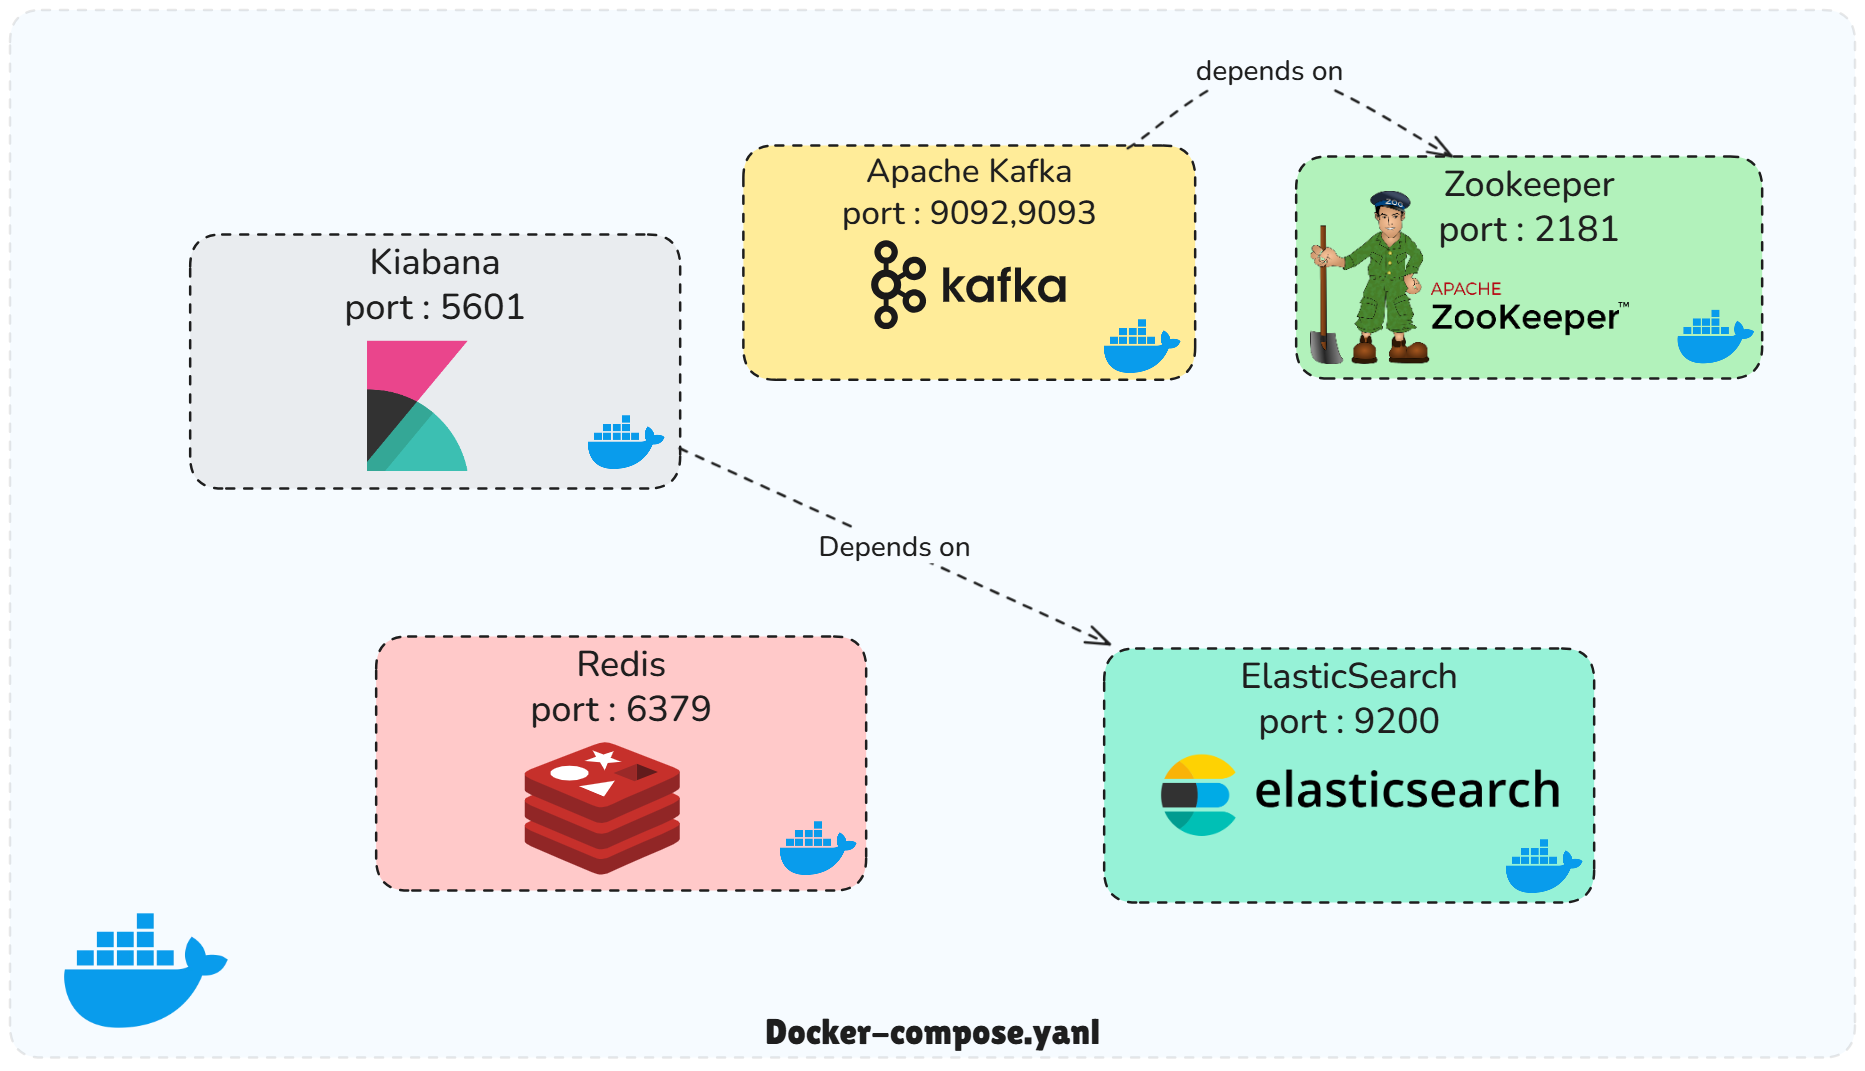 depends on
Apache Kafka
port : 9092,9093
kafka
Zookeeper
port : 2181
ZOO
APACHE
ZooKeeper™
Kiabana
port : 5601
Depends on
Redis
port : 6379
ElasticSearch
port : 9200
elasticsearch
Docker-compose.yanl